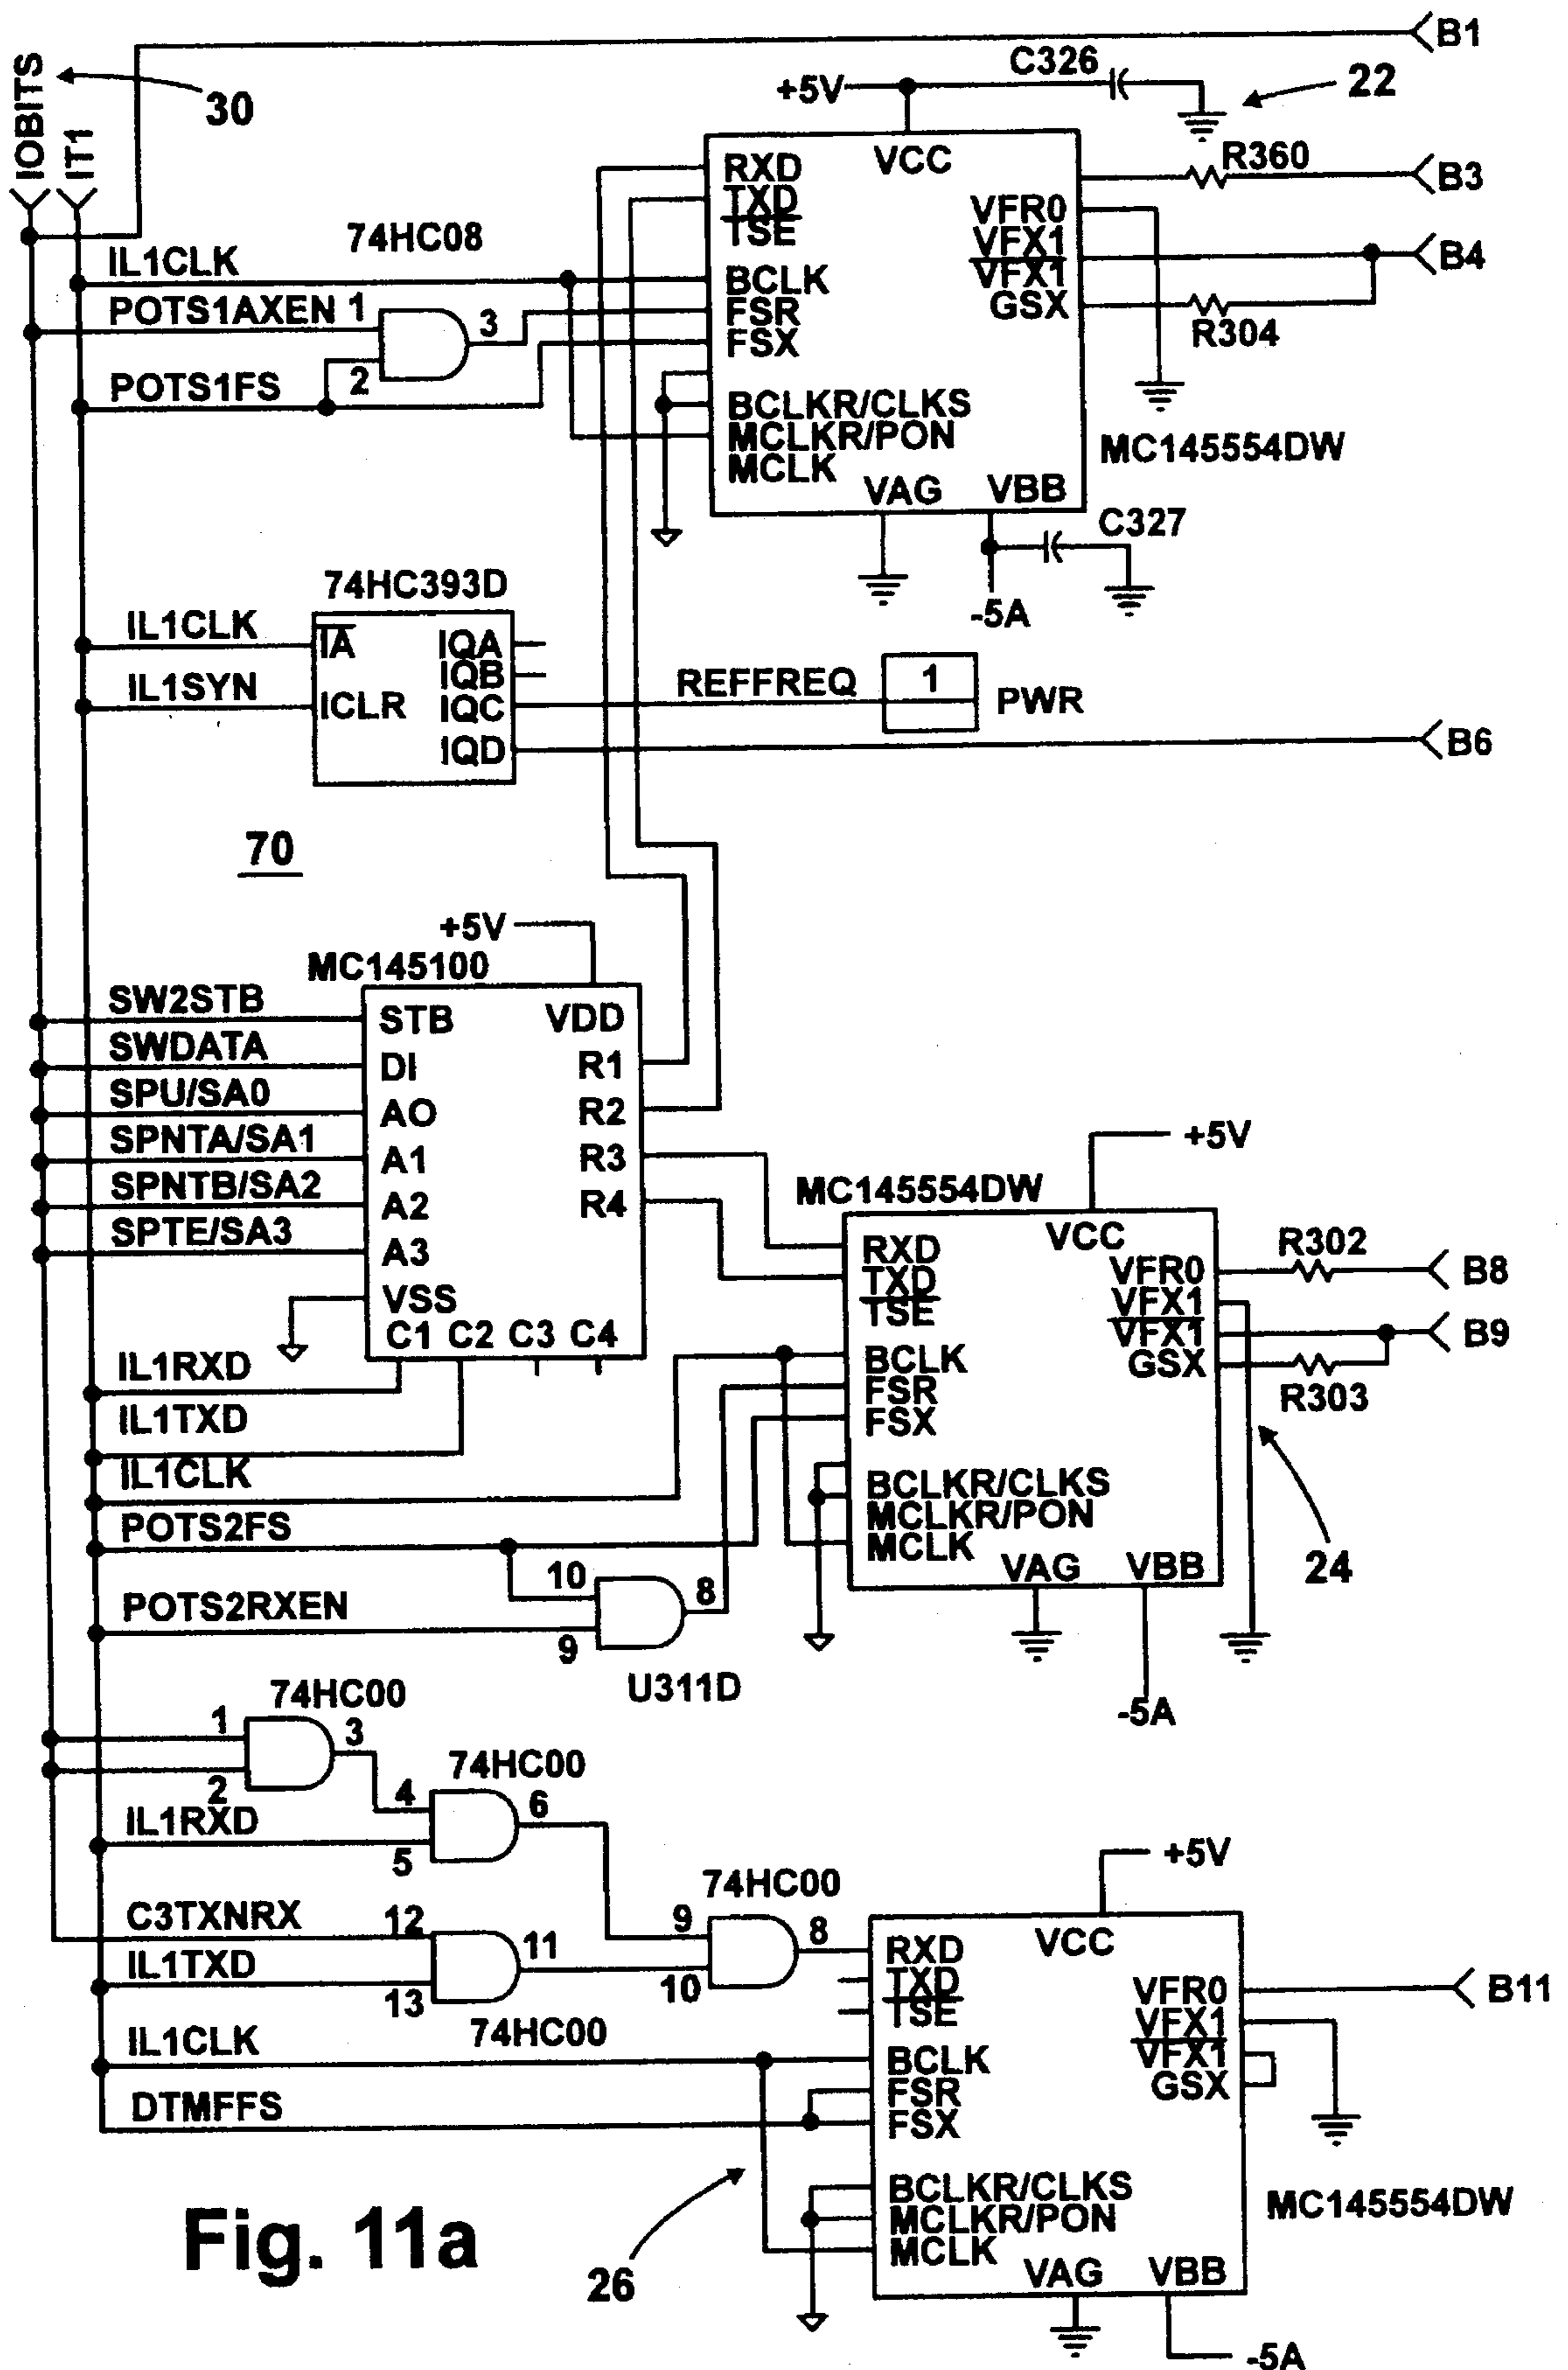 B1
IOBITS
30
IT1
+5V
C326
22
RXD
VCC
R360
B3
TXD
TSE
VFR0
VFX1
VFX1
B4
GSX
R304
74HC08
IL1CLK
BCLK
POTS1AXEN 1
3
FSR
FSX
2
POTS1FS
BCLKR/CLKS
MCLKR/PON
MCLK
MC145554DW
VAG
VBB
C327
-5A
74HC393D
IL1CLK
IA
IQA
IQB
IL1SYN
ICLR
IQC
REFFREQ
1
PWR
IQD
B6
70
+5V
MC145100
SW2STB
STB
VDD
SWDATA
DI
R1
SPU/SA0
AO
R2
SPNTA/SA1
A1
R3
SPNTB/SA2
A2
R4
SPTE/SA3
A3
VSS
C1 C2 C3 C4
+5V
MC145554DW
VCC
RXD
TXD
TSE
VFR0
VFX1
VFX1
GSX
R302
B8
B9
R303
IL1RXD
BCLK
FSR
FSX
IL1TXD
IL1CLK
BCLKR/CLKS
MCLKR/PON
MCLK
POTS2FS
VAG
VBB
24
10
8
POTS2RXEN
9
U311D
-5A
74HC00
1
3
2
74HC00
4
6
IL1RXD
5
74HC00
+5V
C3TXNRX
12
9
8
RXD
VCC
11
IL1TXD
13
10
TXD
TSE
VFR0
B11
VFX1
VFX1
GSX
74HC00
IL1CLK
BCLK
FSR
DTMFFS
FSX
BCLKR/CLKS
MCLKR/PON
MCLK
MC145554DW
26
VAG
VBB
-5A
Fig. 11a